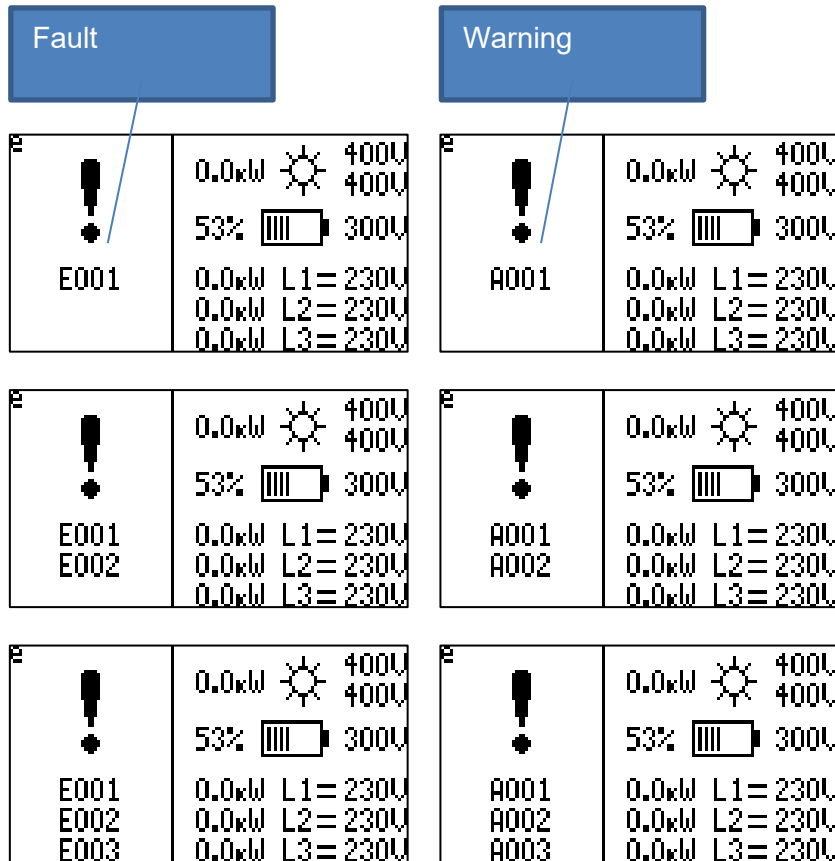 Fault
Warning
e
0.0kW 400V
400V
53% 300V
E001
0.0kW L1=230V
0.0kW L2=230V
0.0kW L3=230V
e
0.0kW 400V
400V
53% 300V
A001
0.0kW L1=230V
0.0kW L2=230V
0.0kW L3=230V
e
0.0kW 400V
400V
53% 300V
E001
E002
0.0kW L1=230V
0.0kW L2=230V
0.0kW L3=230V
e
0.0kW 400V
400V
53% 300V
A001
A002
0.0kW L1=230V
0.0kW L2=230V
0.0kW L3=230V
e
0.0kW 400V
400V
53% 300V
E001
E002
E003
0.0kW L1=230V
0.0kW L2=230V
0.0kW L3=230V
e
0.0kW 400V
400V
53% 300V
A001
A002
A003
0.0kW L1=230V
0.0kW L2=230V
0.0kW L3=230V